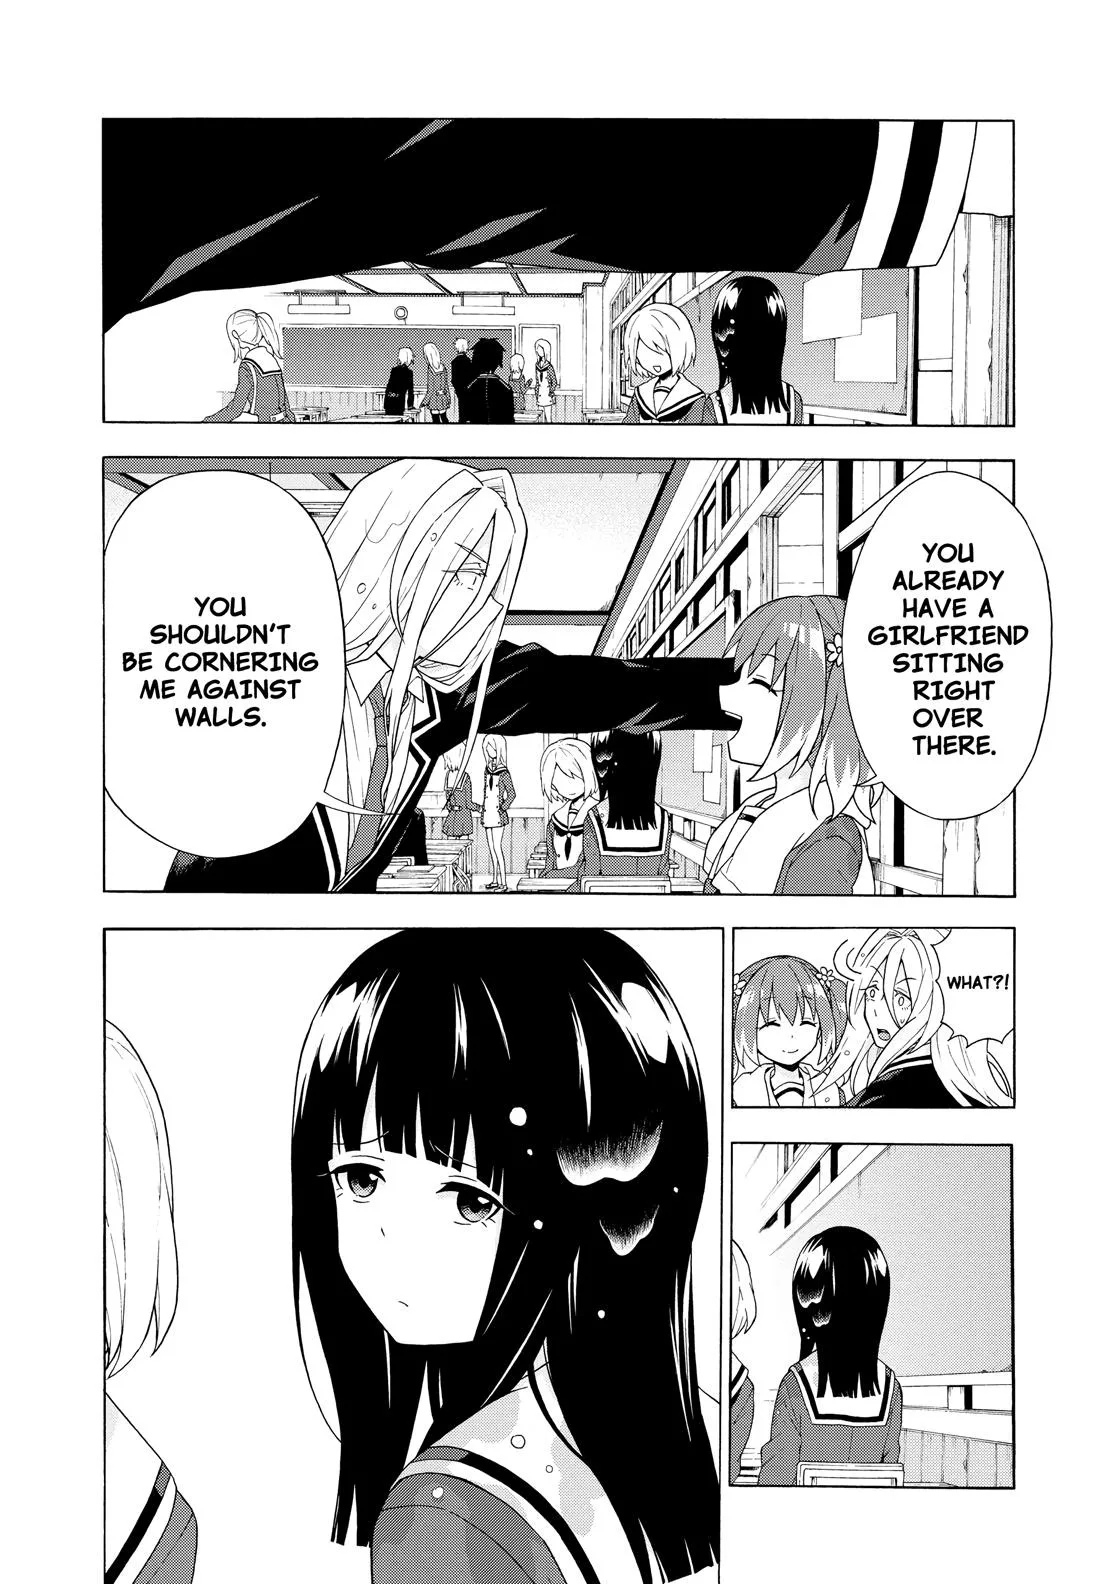 YOU
ALREADY
HAVE A
GIRLFRIEND
SITTING
RIGHT
OVER
THERE.
YOU
SHOULDN'T
BE CORNERING
ME AGAINST
WALLS.
WHAT?!